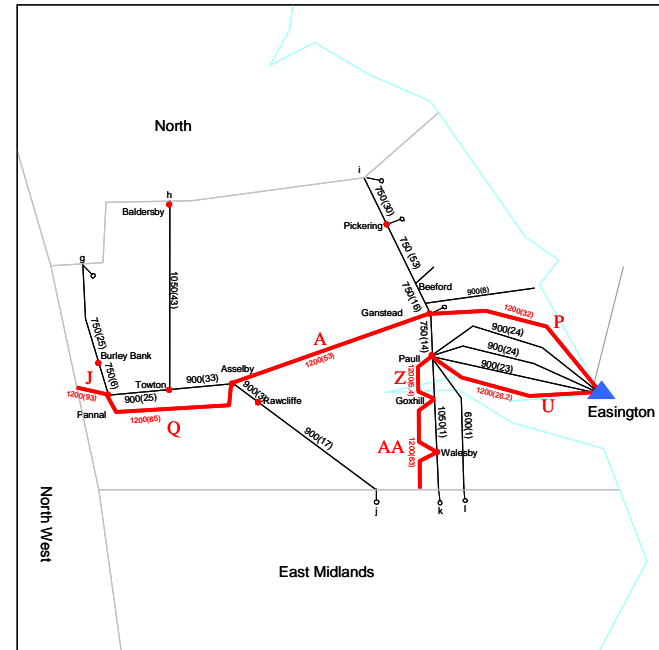 North
h
i
Baldersby
750(30)
Pickering
g
750 (53)
1050(43)
Beeford
900(8)
750(16)
Ganstead
1200(32)
P
A
750(25)
750(14)
900(24)
900(24)
Burley Bank
Asselby
1200(53)
Paull
900(23)
J
750(6)
Towton
900(33)
Z
U
1200(26.2)
Easington
1200(93)
900(25)
Rawcliffe
Goxhill
Pannal
1200(65)
Q
900(17)
1050(1)
600(1)
AA
1200(63)
Walesby
North West
j
k
l
East Midlands